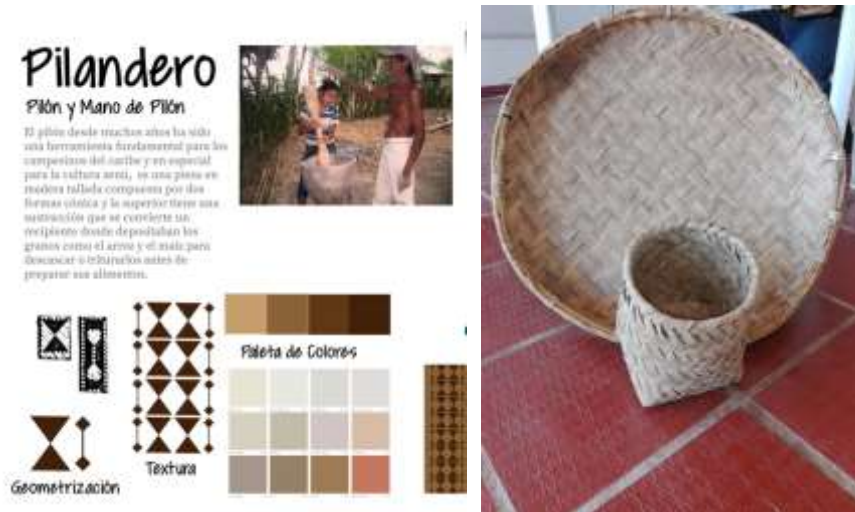 Pilandero
Pilón y Mano de Pilón
El pilón desde muchos años ha sido
una herramienta fundamental para los
campesinos del caribe y en especial
para la cultura zenú, es una pieza en
madera tallada compuesta por dos
formas cónica y la superior tiene una
sustracción que se convierte un
recipiente donde depositaban los
granos como el arroz y el maíz para
descascar o triturarlos antes de
preparar sus alimentos.
Paleta de Colores
Textura
Geometrización